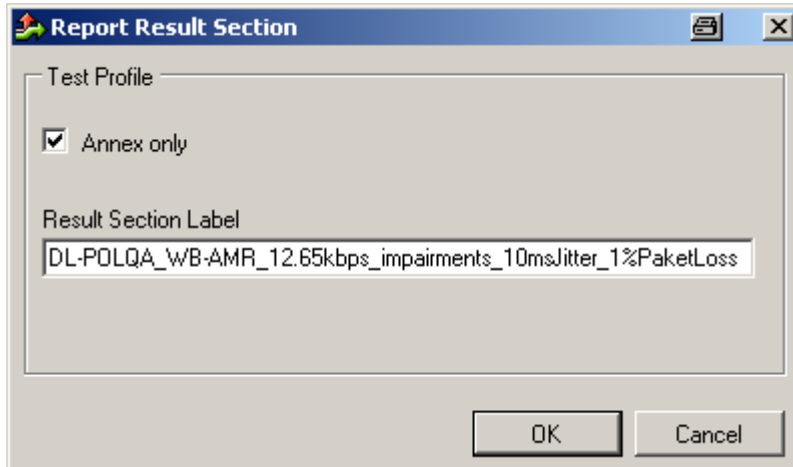 Report Result Section
Test Profile
Annex only
Result Section Label
DL-POLQA_WB-AMR_12.65kbps_impairments_10msJitter_1%PaketLoss
OK Cancel